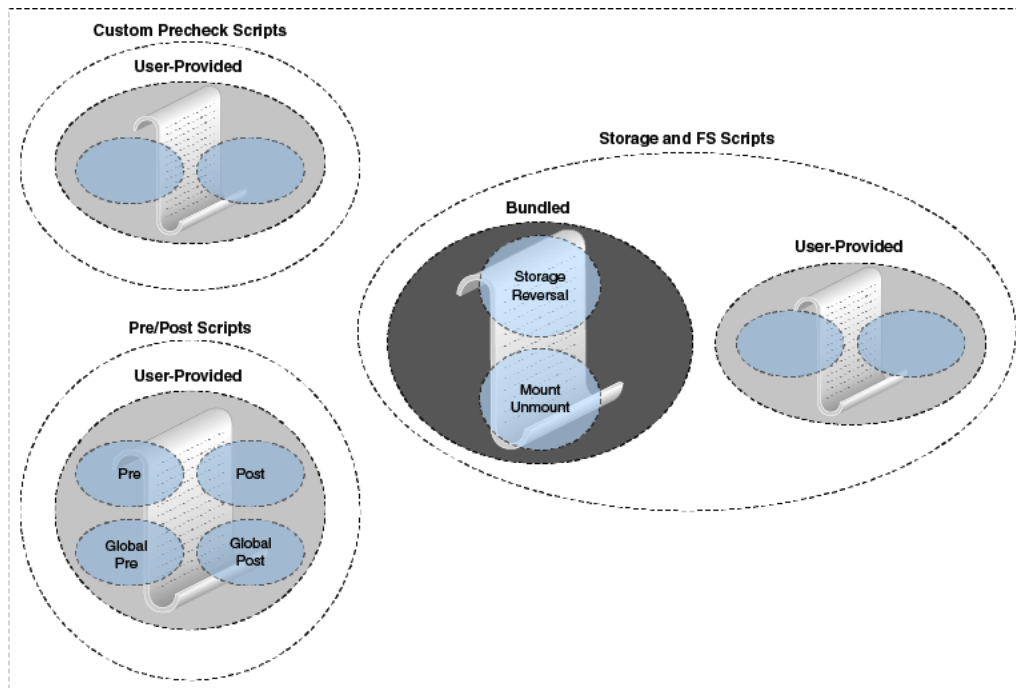 Custom Precheck Scripts
User-Provided
Storage and FS Scripts
Bundled
Storage
Reversal
Mount
Unmount
User-Provided
Pre/Post Scripts
User-Provided
Pre
Post
Global
Pre
Global
Post